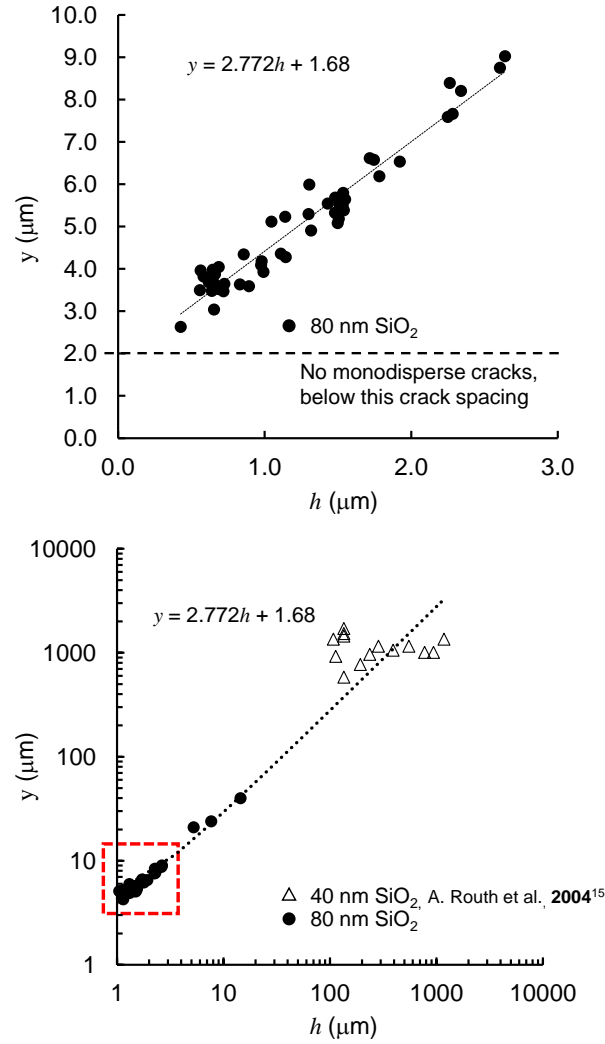 10.0
9.0
y = 2.772h + 1.68
8.0
7.0
6.0
y (μm)
5.0
4.0
3.0
80 nm SiO₂
2.0
No monodisperse cracks,
1.0
below this crack spacing
0.0
0.0 1.0 2.0 3.0
h (μm)
10000
y = 2.772h + 1.68
1000
y (μm)
100
10
40 nm SiO₂, A. Routh et al., 2004¹⁵
80 nm SiO₂
1
1 10 100 1000 10000
h (μm)